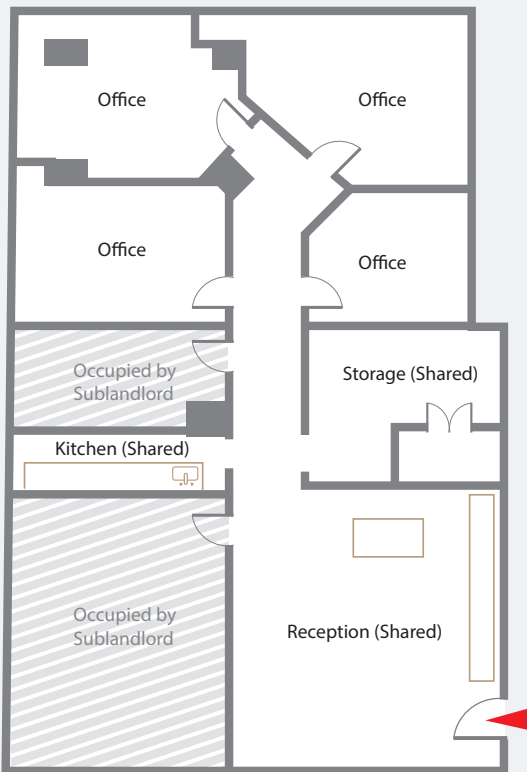 Office
Office
Office
Office
Occupied by
Sublandlord
Storage (Shared)
Kitchen (Shared)
Occupied by
Sublandlord
Reception (Shared)